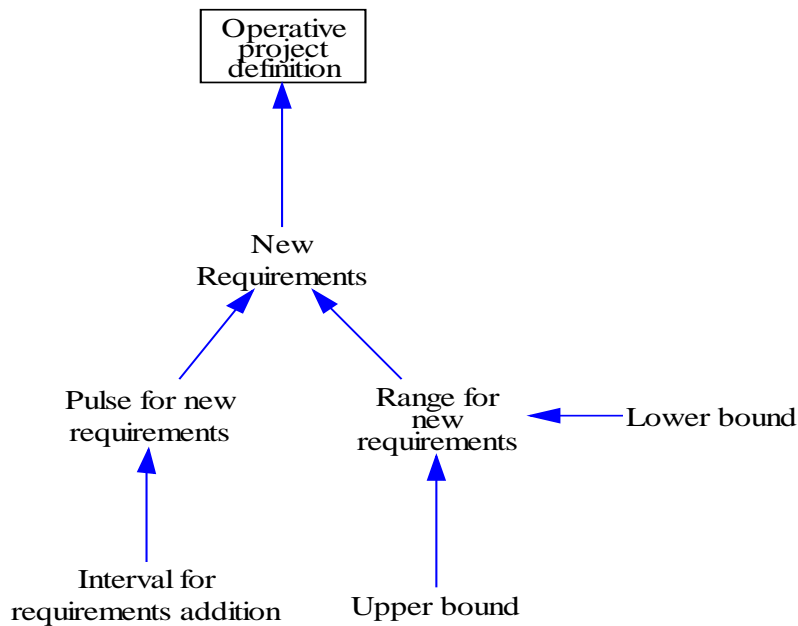 Operative
project
definition
New
Requirements
Pulse for new
requirements
Range for
new
requirements
Lower bound
Interval for
requirements addition
Upper bound